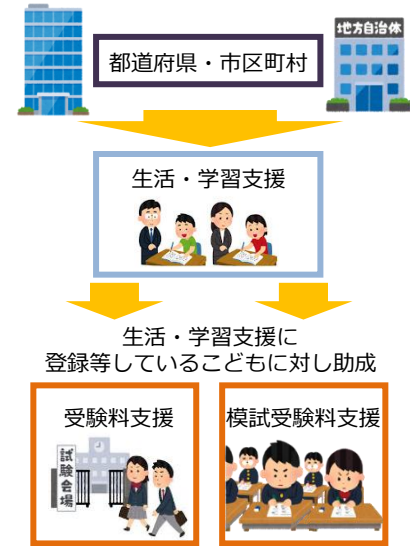 地方自治体
都道府県・市区町村
生活・学習支援
生活・学習支援に
登録等しているこどもに対し助成
受験料支援
模試受験料支援
試験会場